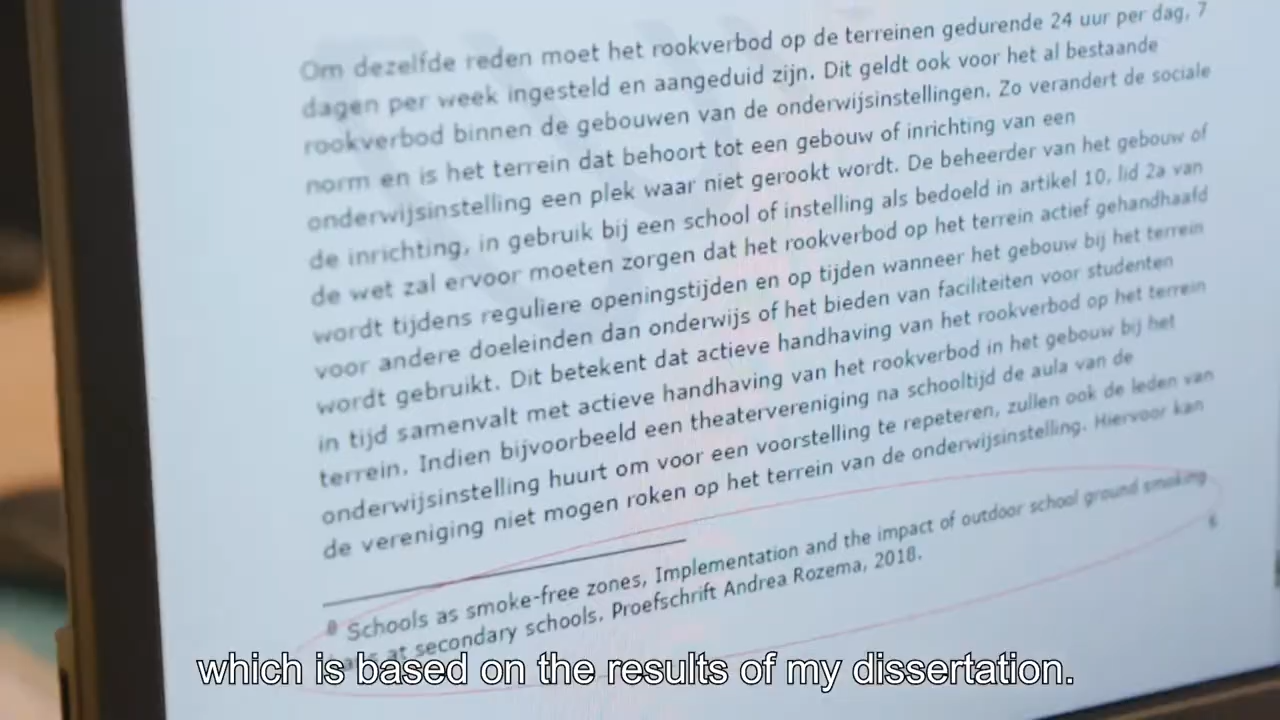 Om dezelfde reden moet het rookverbod op de terreinen gedurende 24 uur per dag, 7
dagen per week ingesteld en aangeduid zijn. Dit geldt ook voor het al bestaande
rookverbod binnen de gebouwen van de onderwijsinstellingen. Zo verandert de sociale
norm en is het terrein dat behoort tot een gebouw of inrichting van een
onderwijsinstelling een plek waar niet gerookt wordt. De beheerder van het gebouw of
de inrichting, in gebruik bij een school of instelling als bedoeld in artikel 10, lid 2a van
de wet zal ervoor moeten zorgen dat het rookverbod op het terrein actief gehandhaafd
wordt tijdens reguliere openingstijden en op tijden wanneer het gebouw bij het terrein
voor andere doeleinden dan onderwijs of het bieden van faciliteiten voor studenten
wordt gebruikt. Dit betekent dat actieve handhaving van het rookverbod op het terrein
in tijd samenvalt met actieve handhaving van het rookverbod in het gebouw bij het
terrein. Indien bijvoorbeeld een theatervereniging na schooltijd de aula van de
onderwijsinstelling huurt om voor een voorstelling te repeteren, zullen ook de leden van
de vereniging niet mogen roken op het terrein van de onderwijsinstelling. Hiervoor kan
Schools as smoke-free zones, Implementation and the impact of outdoor school ground smoking
6
at secondary schools. Proefschrift Andrea Rozema, 2018.
which is based on the results of my dissertation.